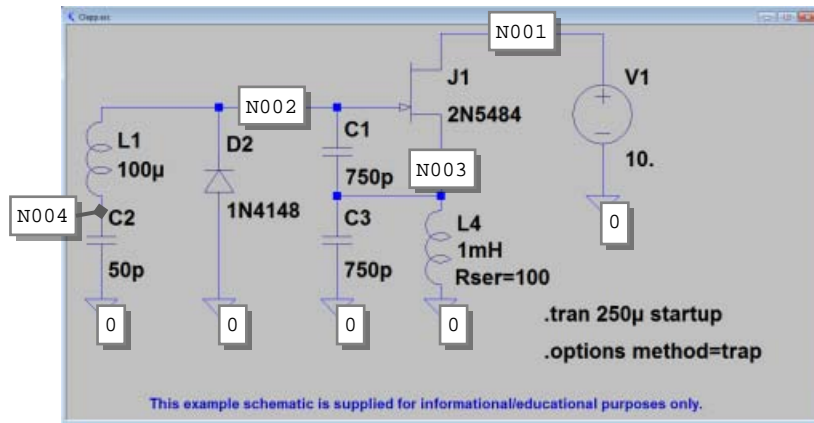 Clapp.asc
N001
J1
2N5484
V1
10.
N002
L1
100µ
D2
1N4148
C1
750p
N003
N004
C2
50p
C3
750p
L4
1mH
Rser=100
0
0
0
0
0
.tran 250µ startup
.options method=trap
This example schematic is supplied for informational/educational purposes only.